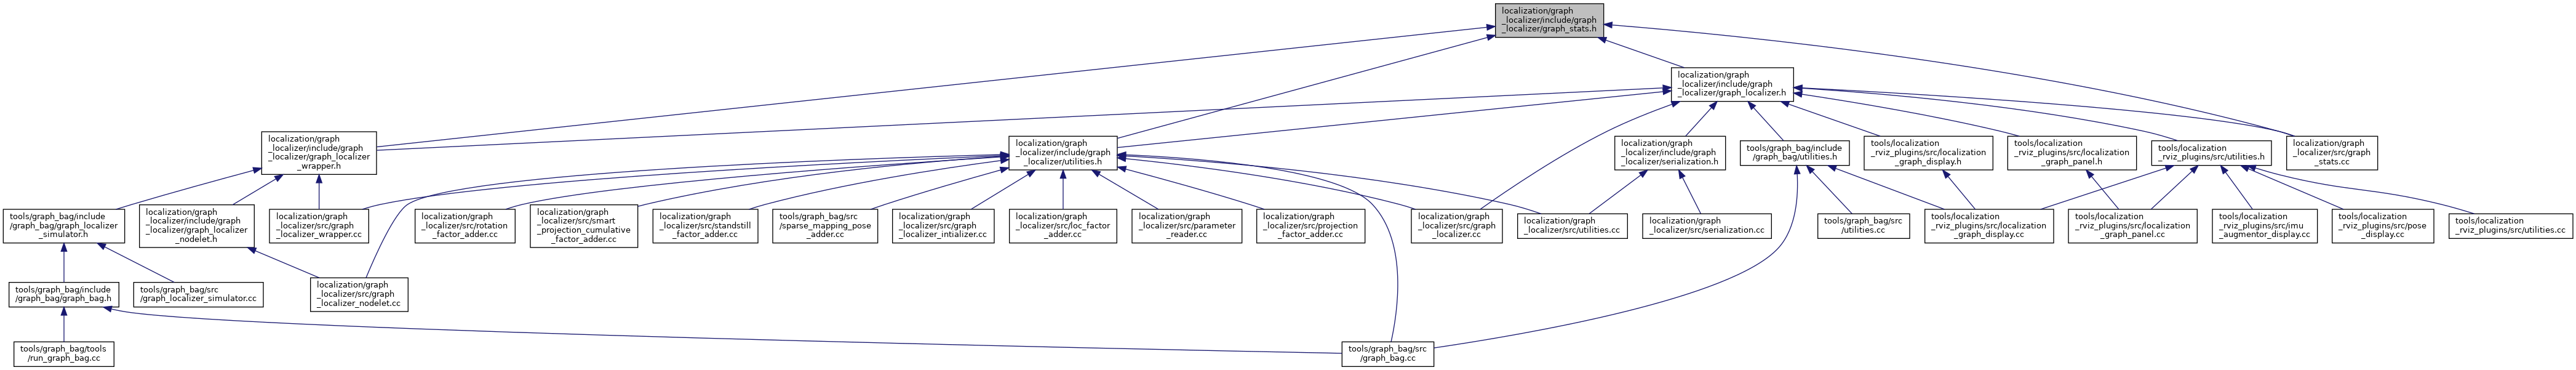 localization/graph
_localizer/include/graph
_localizer/graph_stats.h
localization/graph
_localizer/include/graph
_localizer/graph_localizer.h
localization/graph
_localizer/include/graph
_localizer/graph_localizer
_wrapper.h
localization/graph
_localizer/include/graph
_localizer/utilities.h
localization/graph
_localizer/include/graph
_localizer/serialization.h
tools/graph_bag/include
/graph_bag/utilities.h
tools/localization
_rviz_plugins/src/localization
_graph_display.h
tools/localization
_rviz_plugins/src/localization
_graph_panel.h
tools/localization
_rviz_plugins/src/utilities.h
localization/graph
_localizer/src/graph
_stats.cc
tools/graph_bag/include
/graph_bag/graph_localizer
_simulator.h
localization/graph
_localizer/include/graph
_localizer/graph_localizer
_nodelet.h
localization/graph
_localizer/src/graph
_localizer_wrapper.cc
localization/graph
_localizer/src/rotation
_factor_adder.cc
localization/graph
_localizer/src/smart
_projection_cumulative
_factor_adder.cc
localization/graph
_localizer/src/standstill
_factor_adder.cc
tools/graph_bag/src
/sparse_mapping_pose
_adder.cc
localization/graph
_localizer/src/graph
_localizer_intializer.cc
localization/graph
_localizer/src/loc_factor
_adder.cc
localization/graph
_localizer/src/parameter
_reader.cc
localization/graph
_localizer/src/projection
_factor_adder.cc
localization/graph
_localizer/src/graph
_localizer.cc
localization/graph
_localizer/src/utilities.cc
localization/graph
_localizer/src/serialization.cc
tools/graph_bag/src
/utilities.cc
tools/localization
_rviz_plugins/src/localization
_graph_display.cc
tools/localization
_rviz_plugins/src/localization
_graph_panel.cc
tools/localization
_rviz_plugins/src/imu
_augmentor_display.cc
tools/localization
_rviz_plugins/src/pose
_display.cc
tools/localization
_rviz_plugins/src/utilities.cc
tools/graph_bag/include
/graph_bag/graph_bag.h
tools/graph_bag/src
/graph_localizer_simulator.cc
localization/graph
_localizer/src/graph
_localizer_nodelet.cc
tools/graph_bag/tools
/run_graph_bag.cc
tools/graph_bag/src
/graph_bag.cc